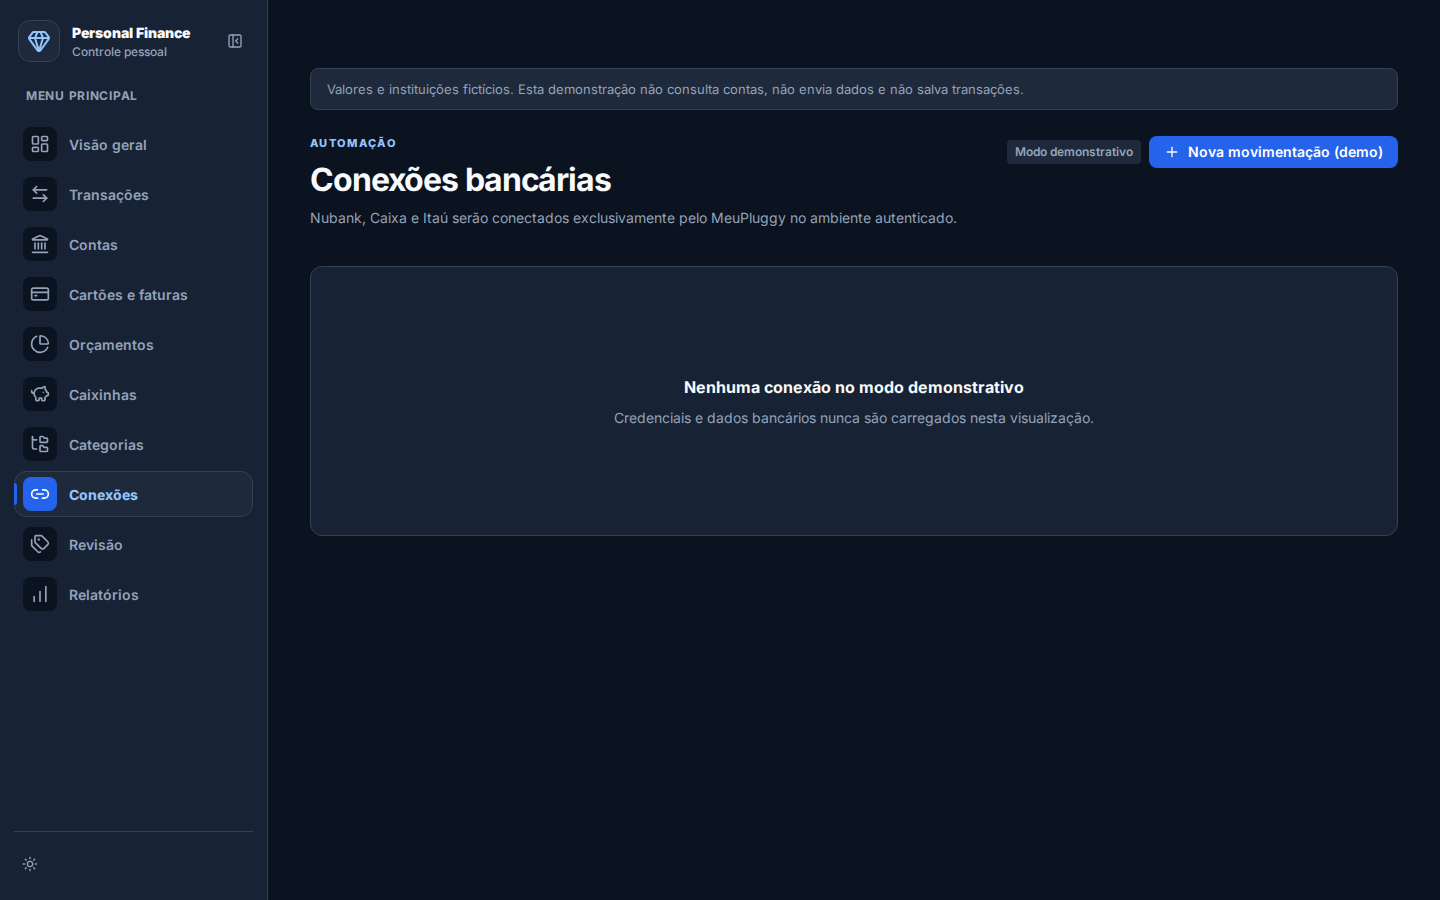 Personal Finance
Controle pessoal
MENU PRINCIPAL
Visão geral
Transações
Contas
Cartões e faturas
Orçamentos
Caixinhas
Categorias
Conexões
Revisão
Relatórios
Valores e instituições fictícios. Esta demonstração não consulta contas, não envia dados e não salva transações.
AUTOMAÇÃO
Conexões bancárias
Nubank, Caixa e Itaú serão conectados exclusivamente pelo MeuPluggy no ambiente autenticado.
Modo demonstrativo
Nova movimentação (demo)
Nenhuma conexão no modo demonstrativo
Credenciais e dados bancários nunca são carregados nesta visualização.